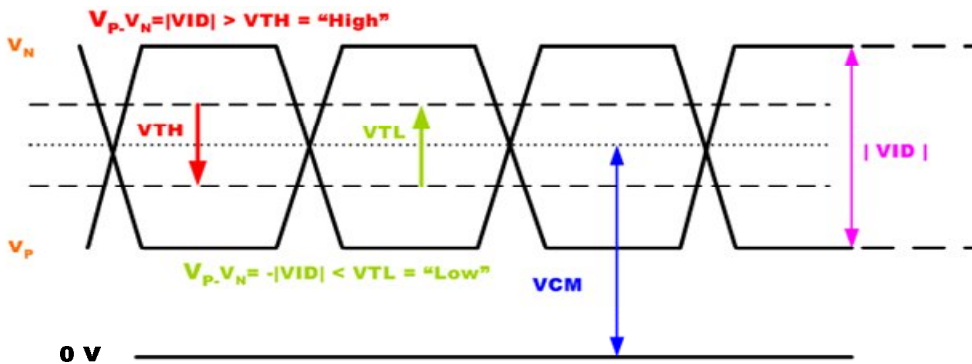 VP- VN=|VID| > VTH = “High”
VN
VTH
VTL
| VID |
VP
VP- VN= -|VID| < VTL = “Low”
VCM
0 V